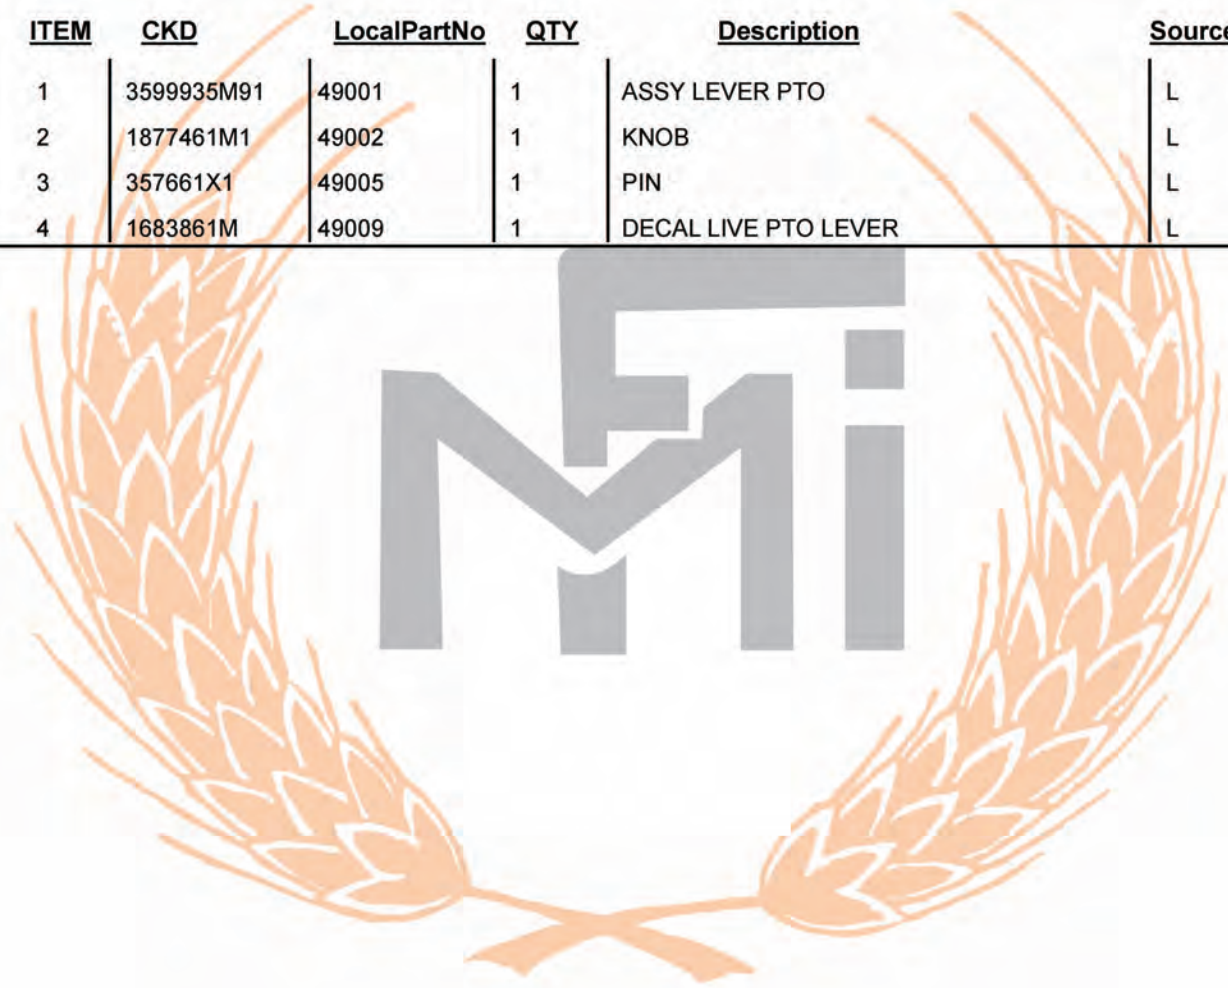 ITEM CKD LocalPartNo QTY Description Source
1 3599935M91 49001 1 ASSY LEVER PTO L
2 1877461M1 49002 1 KNOB L
3 357661X1 49005 1 PIN L
4 1683861M 49009 1 DECAL LIVE PTO LEVER L